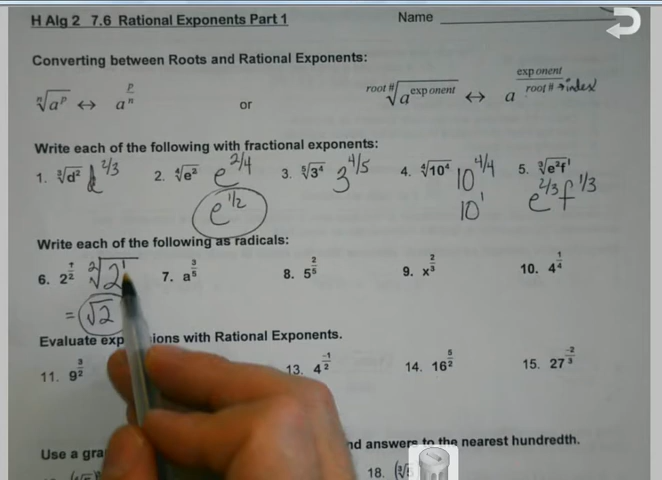 H Alg 2 7.6 Rational Exponents Part 1 Name
Converting between Roots and Rational Exponents:
ⁿ√(a^p) ↔ a^(p/n) or root #√(a^exponent) ↔ a^(exponent/root #) → index
Write each of the following with fractional exponents:
1. ³√d² d^2/3 2. ⁴√e² e^2/4 3. ⁵√3⁴ 3^4/5 4. ⁴√10⁴ 10^4/4 5. ³√e²f¹ e^2/3 f^1/3
e^1/2 10^1
Write each of the following as radicals:
6. 2^(1/2) ²√2¹ 7. a^(3/5) 8. 5^(2/5) 9. x^(2/3) 10. 4^(1/4)
= √2
Evaluate exp ions with Rational Exponents.
11. 9^(3/2) 13. 4^(-1/2) 14. 16^(5/2) 15. 27^(-2/3)
Use a gra nd answers to the nearest hundredth.
18.